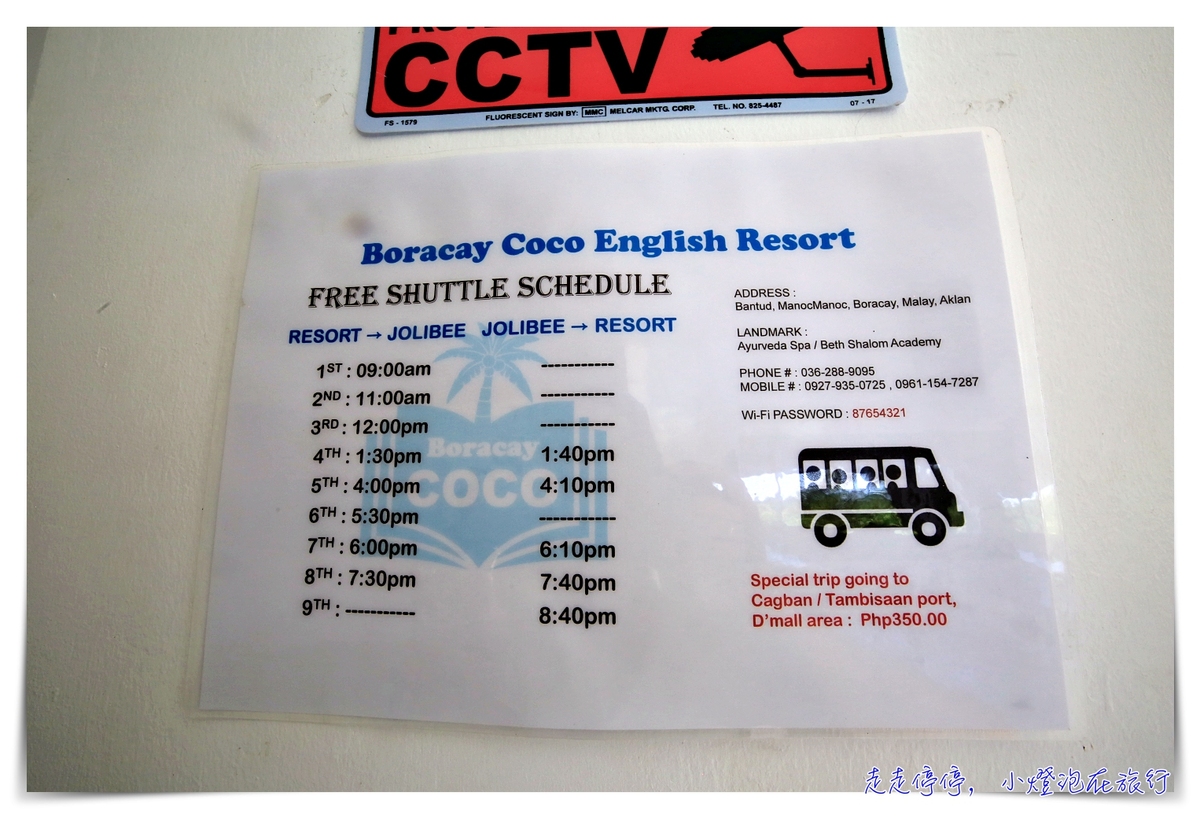 CCTV
FS - 1579
FLUORESCENT SIGN BY: MMC MELCAR MKTG. CORP. TEL. NO. 825-4487
07 - 17
Boracay Coco English Resort
FREE SHUTTLE SCHEDULE
RESORT → JOLIBEE JOLIBEE → RESORT
1ST : 09:00am -----------
2ND : 11:00am -----------
3RD : 12:00pm -----------
4TH : 1:30pm 1:40pm
5TH : 4:00pm 4:10pm
6TH : 5:30pm -----------
7TH : 6:00pm 6:10pm
8TH : 7:30pm 7:40pm
9TH : ----------- 8:40pm
Boracay
COCO
ADDRESS :
Bantud, ManocManoc, Boracay, Malay, Aklan
LANDMARK :
Ayurveda Spa / Beth Shalom Academy
PHONE # : 036-288-9095
MOBILE # : 0927-935-0725 , 0961-154-7287
Wi-Fi PASSWORD : 87654321
Special trip going to
Cagban / Tambisaan port,
D'mall area : Php350.00
走走停停，小燈泡在旅行